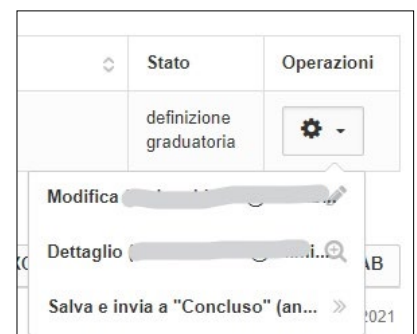 Stato
Operazioni
definizione
graduatoria
Modifica (
Dettaglio (
AB
Salva e invia a "Concluso" (an...
2021